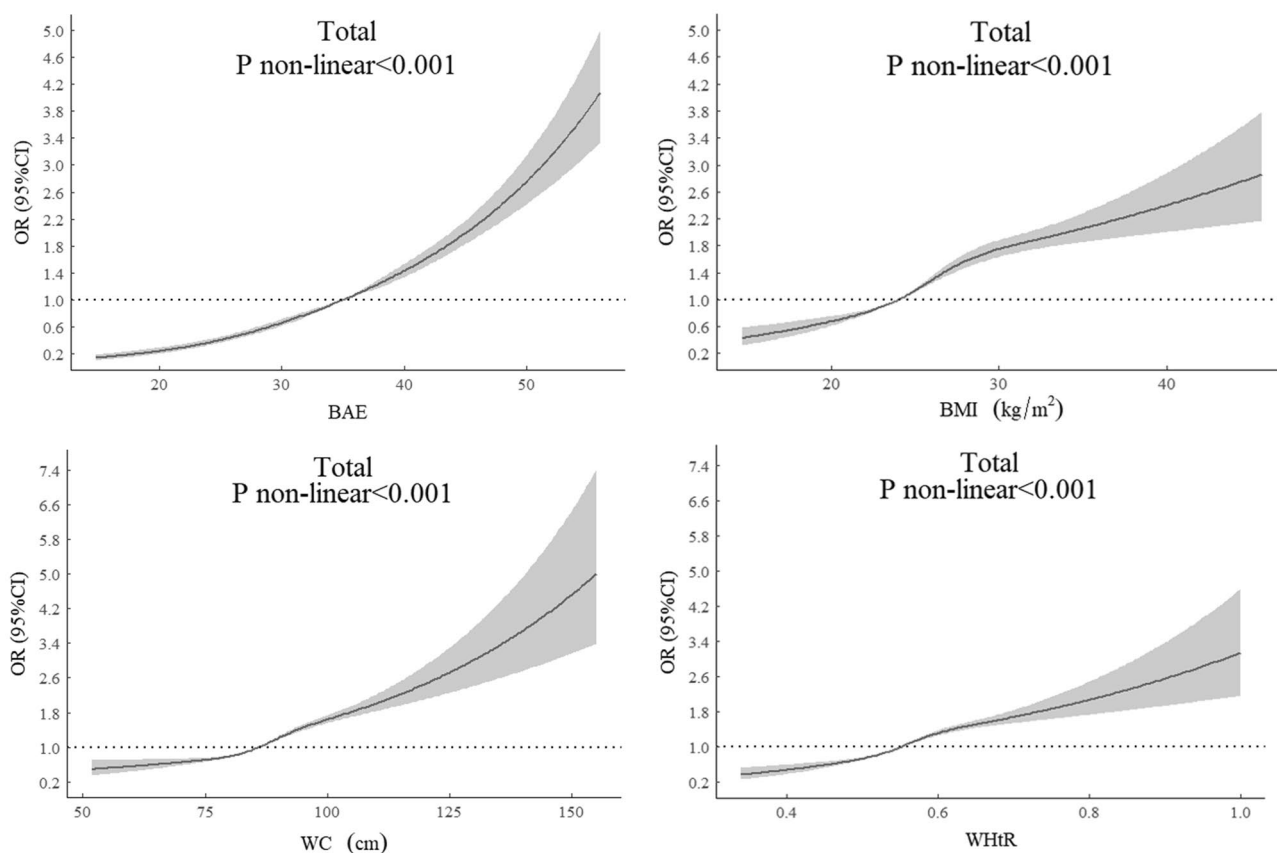 Total
P non-linear<0.001
OR (95%CI)
5.0
4.6
4.2
3.8
3.4
3.0
2.6
2.2
1.8
1.4
1.0
0.6
0.2
20 30 40 50
BAE
Total
P non-linear<0.001
OR (95%CI)
5.0
4.6
4.2
3.8
3.4
3.0
2.6
2.2
1.8
1.4
1.0
0.6
0.2
20 30 40
BMI (kg/m²)
Total
P non-linear<0.001
OR (95%CI)
7.4
6.6
5.8
5.0
4.2
3.4
2.6
1.8
1.0
0.2
50 75 100 125 150
WC (cm)
Total
P non-linear<0.001
OR (95%CI)
7.4
6.6
5.8
5.0
4.2
3.4
2.6
1.8
1.0
0.2
0.4 0.6 0.8 1.0
WHtR